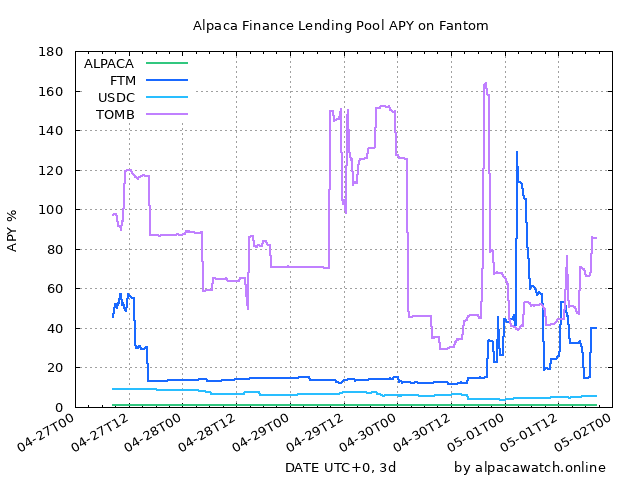 Alpaca Finance Lending Pool APY on Fantom
180
160
140
120
100
80
60
40
20
0
APY %
ALPACA
FTM
USDC
TOMB
04-27T00
04-27T12
04-28T00
04-28T12
04-29T00
04-29T12
04-30T00
04-30T12
05-01T00
05-01T12
05-02T00
DATE UTC+0, 3d
by alpacawatch.online